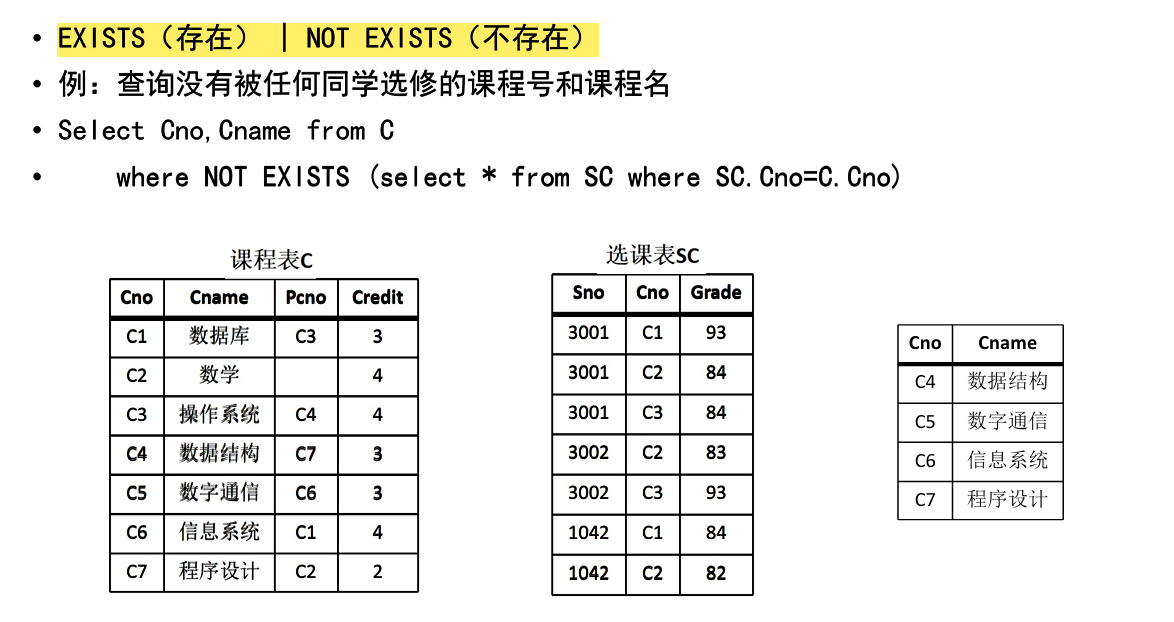 • EXISTS（存在） | NOT EXISTS（不存在）
• 例：查询没有被任何同学选修的课程号和课程名
• Select Cno,Cname from C
• where NOT EXISTS (select * from SC where SC.Cno=C.Cno)
课程表C
Cno Cname Pcno Credit
C1 数据库 C3 3
C2 数学 4
C3 操作系统 C4 4
C4 数据结构 C7 3
C5 数字通信 C6 3
C6 信息系统 C1 4
C7 程序设计 C2 2
选课表SC
Sno Cno Grade
3001 C1 93
3001 C2 84
3001 C3 84
3002 C2 83
3002 C3 93
1042 C1 84
1042 C2 82
Cno Cname
C4 数据结构
C5 数字通信
C6 信息系统
C7 程序设计